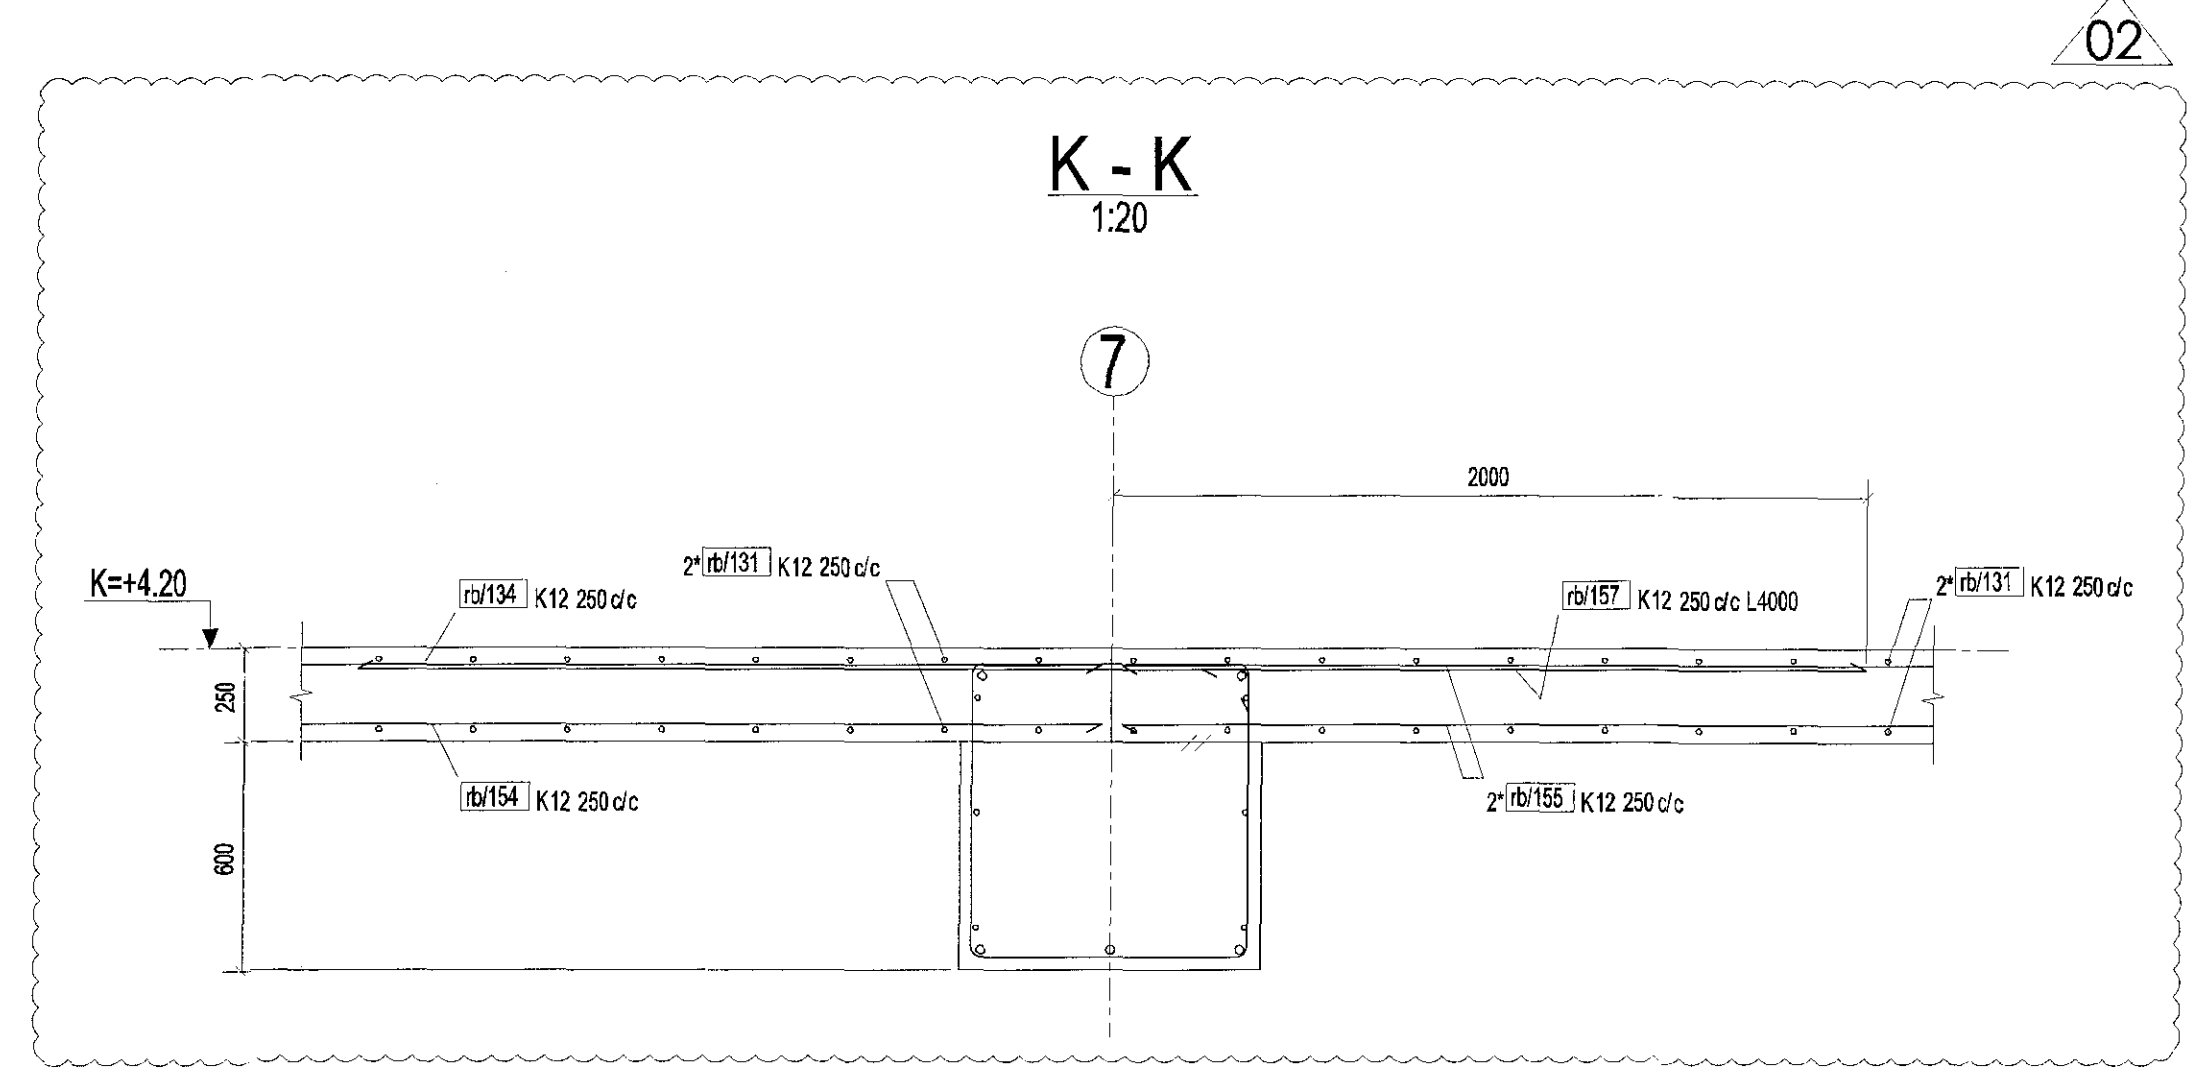 02
K - K
1:20
7
2000
2* rb/131 K12 250 c/c
K=+4.20
rb/134 K12 250 c/c
rb/157 K12 250 c/c L4000
2* rb/131 K12 250 c/c
250
rb/154 K12 250 c/c
2* rb/155 K12 250 c/c
600